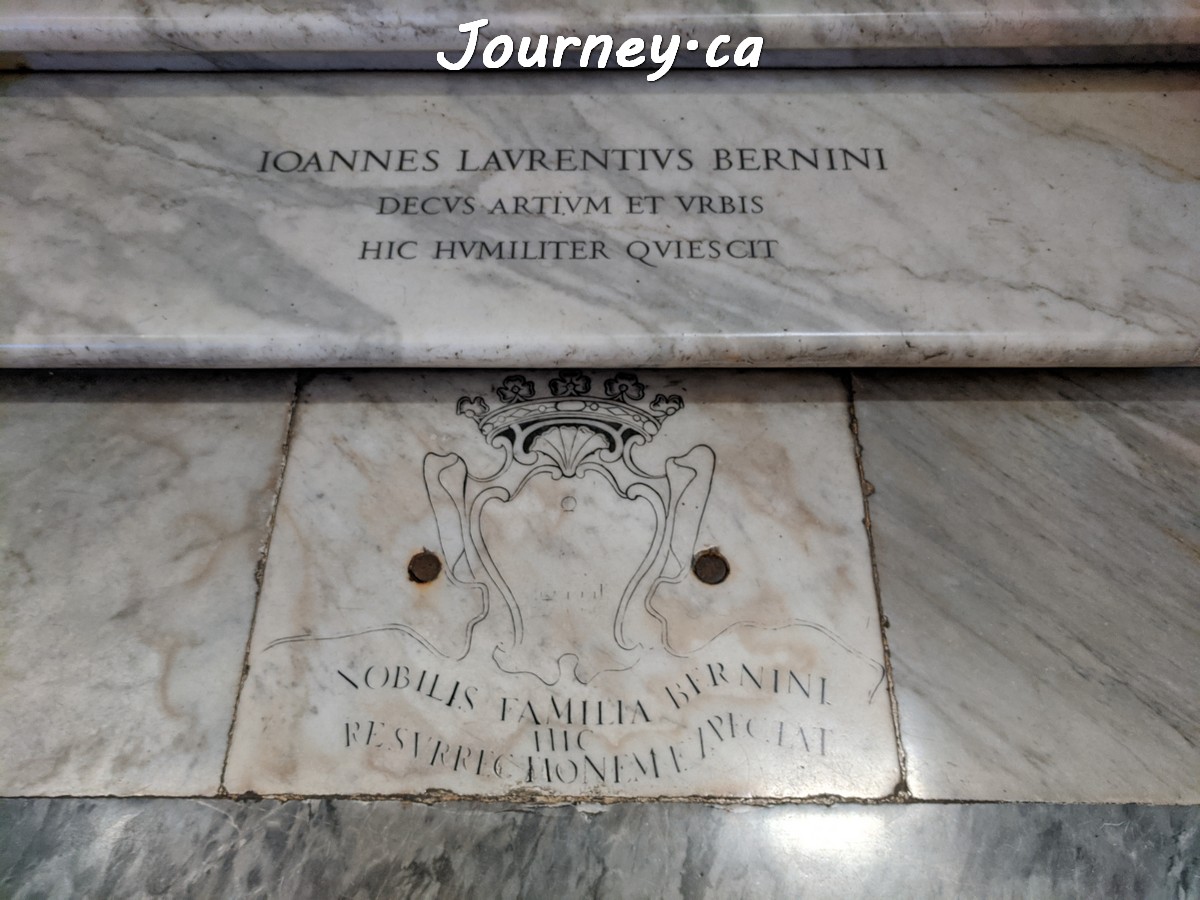 Journey.ca
IOANNES LAVRENTIVS BERNINI
DECVS ARTIVM ET VRBIS
HIC HVMILITER QVIESCIT
NOBILIS FAMILIA BERNINI
HIC
RESVRRECTIONEM EXPECTAT